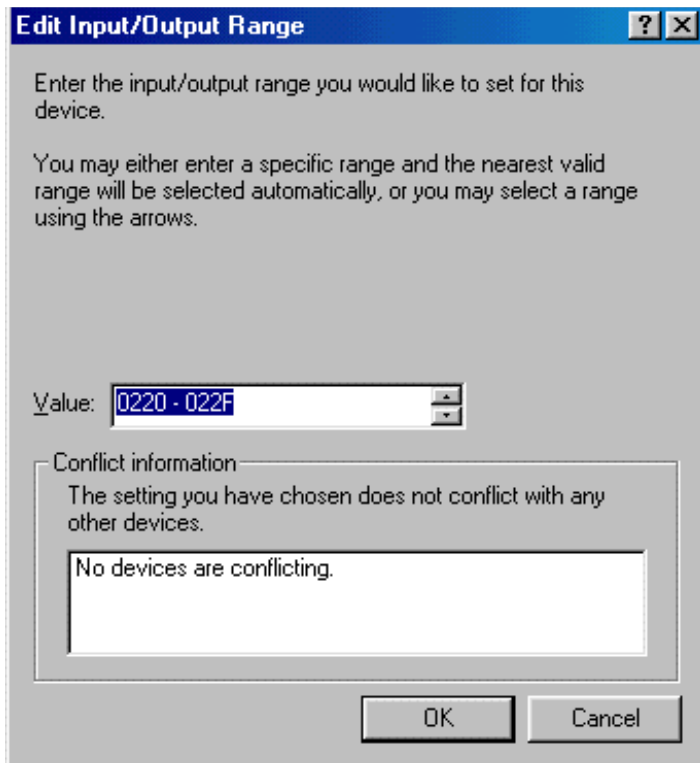 Edit Input/Output Range
Enter the input/output range you would like to set for this
device.
You may either enter a specific range and the nearest valid
range will be selected automatically, or you may select a range
using the arrows.
Value: 0220 - 022F
Conflict information
The setting you have chosen does not conflict with any
other devices.
No devices are conflicting.
OK Cancel